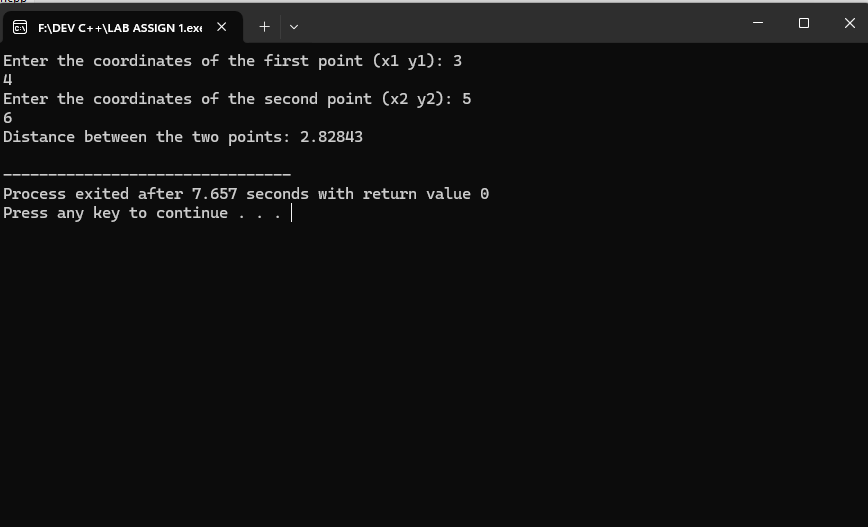 F:\DEV C++\LAB ASSIGN 1.exe
Enter the coordinates of the first point (x1 y1): 3
4
Enter the coordinates of the second point (x2 y2): 5
6
Distance between the two points: 2.82843
--------------------------------
Process exited after 7.657 seconds with return value 0
Press any key to continue . . .